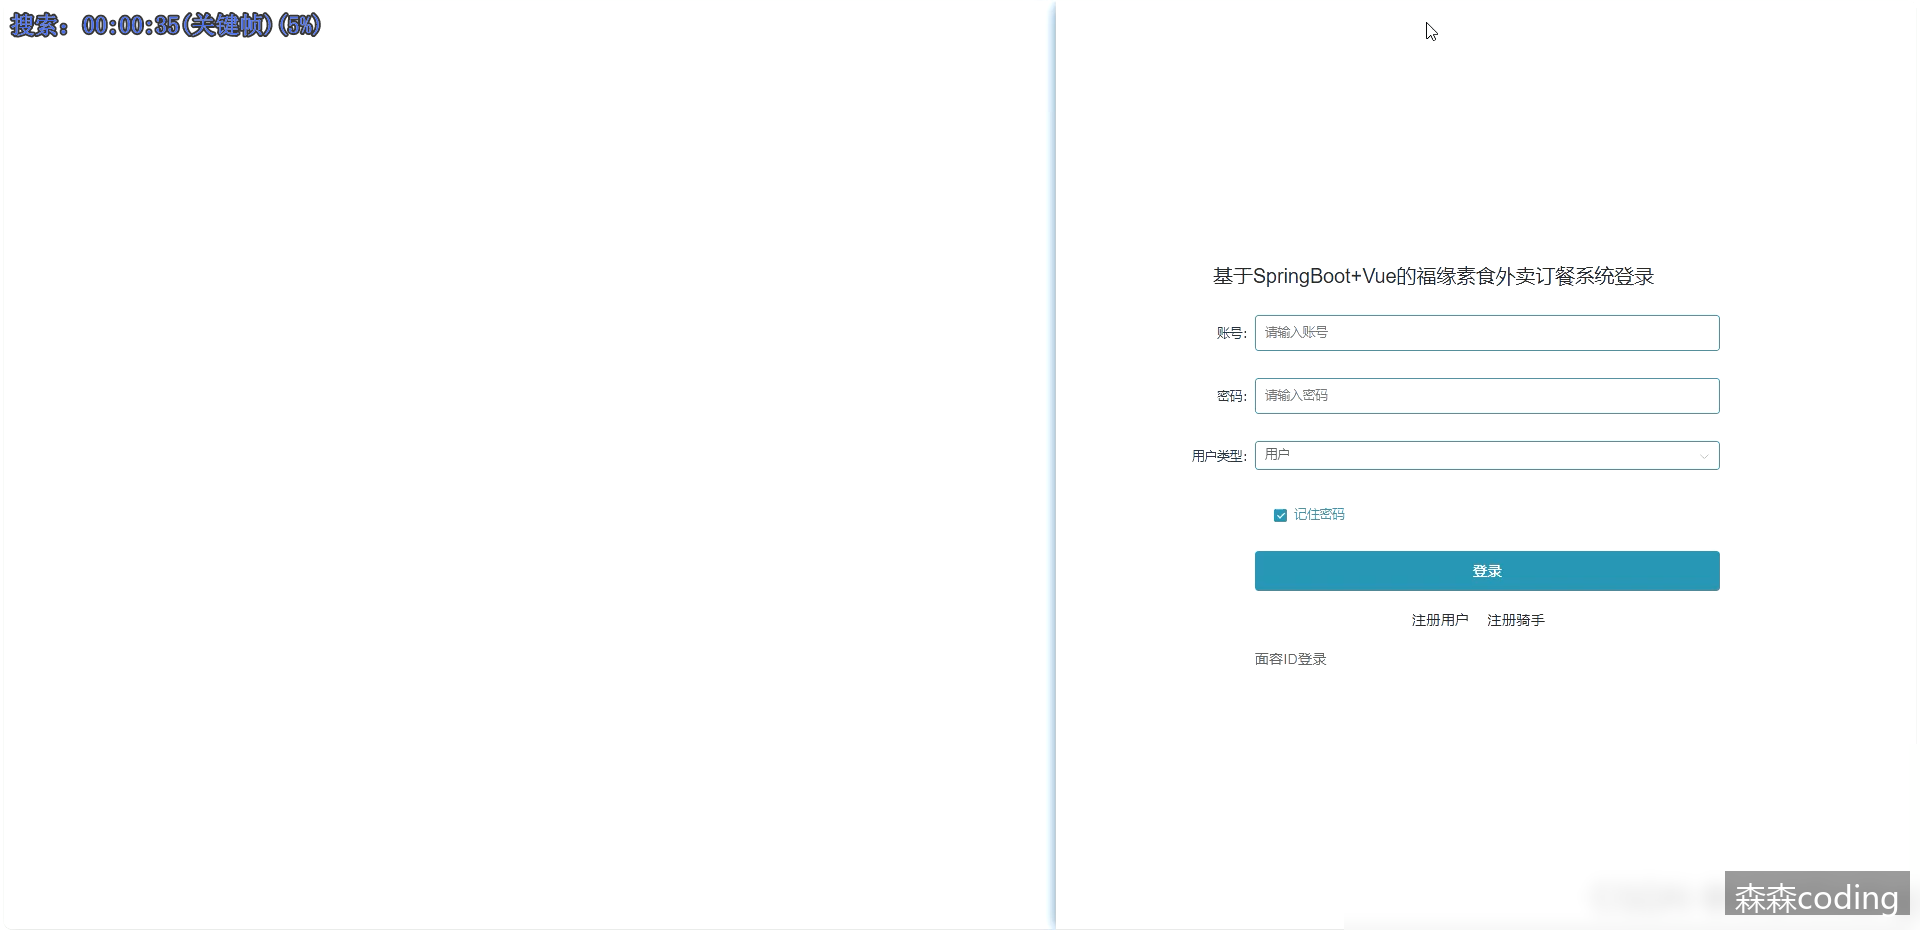 搜索: 00:00:35(关键帧)(5%)
基于SpringBoot+Vue的福缘素食外卖订餐系统登录
账号: 请输入账号
密码: 请输入密码
用户类型: 用户
记住密码
登录
注册用户 注册骑手
面容ID登录
森森coding